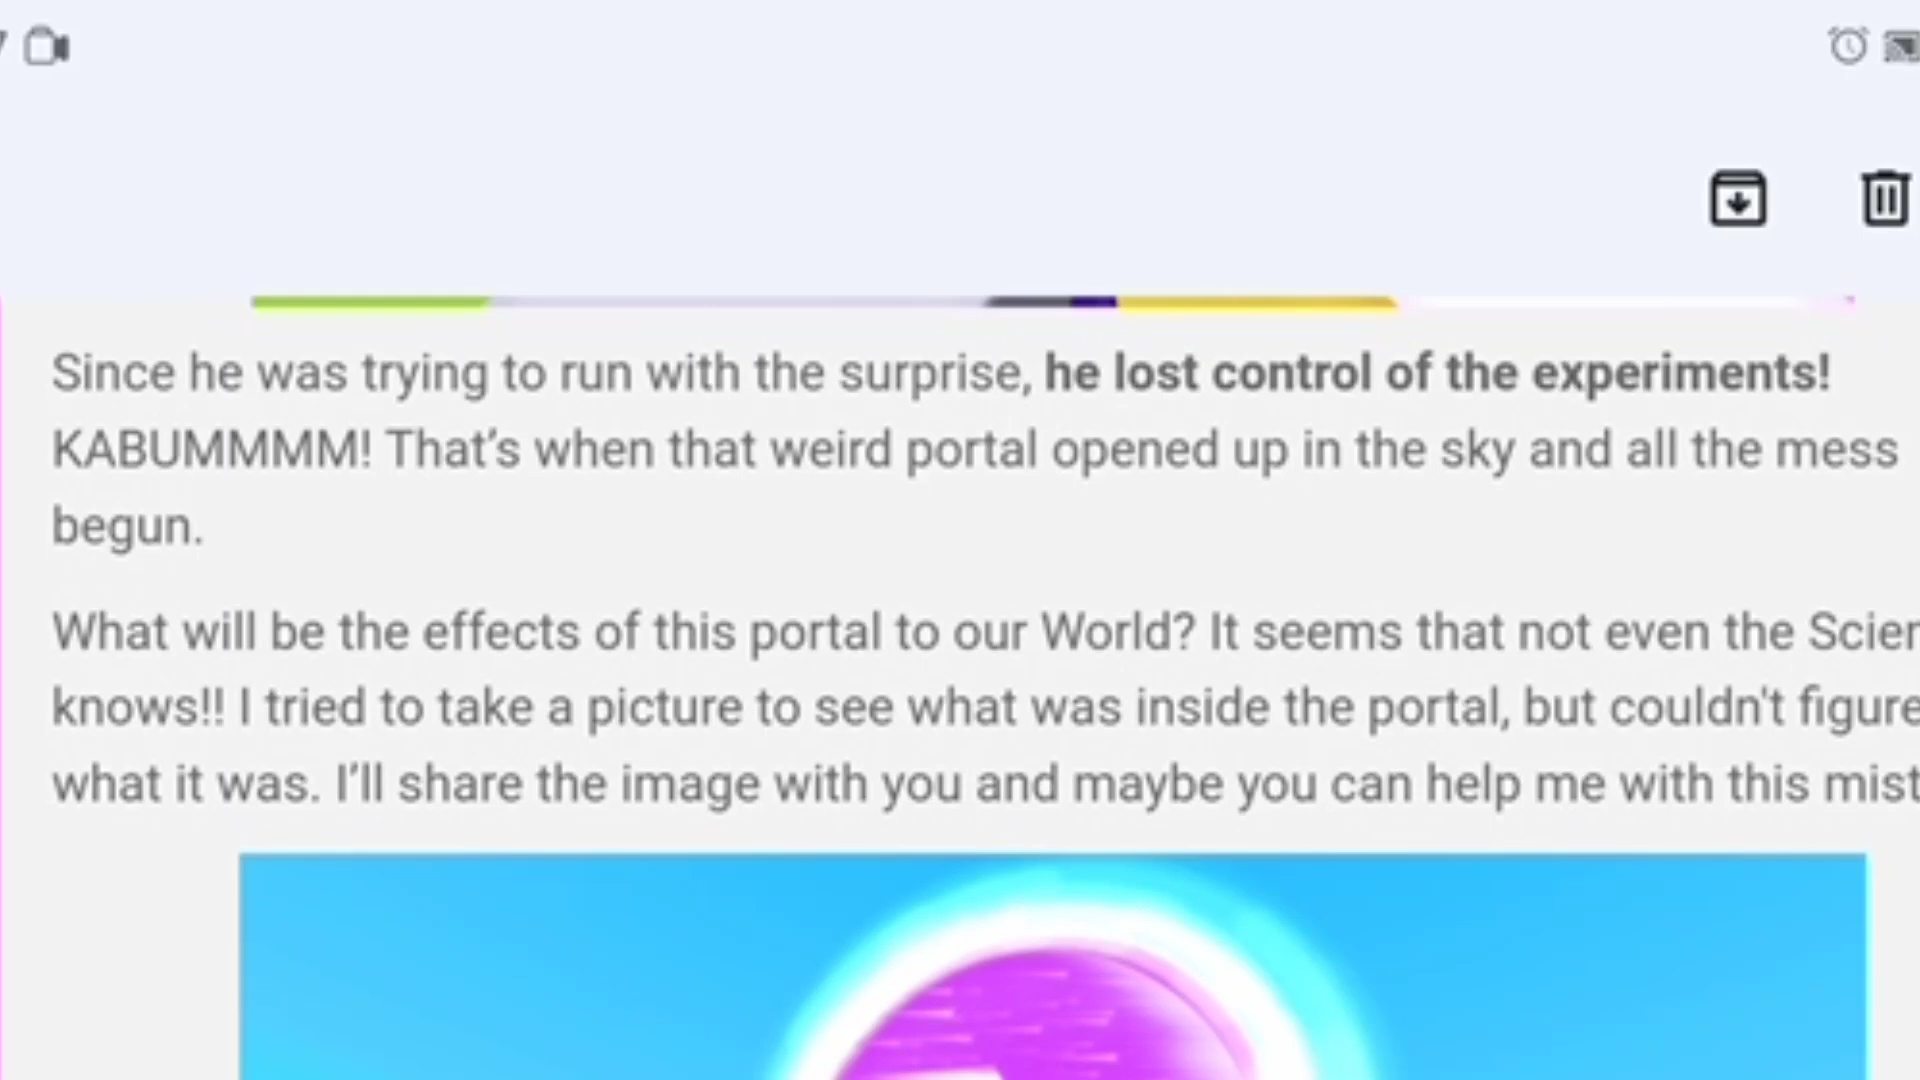 Since he was trying to run with the surprise, he lost control of the experiments!
KABUMMMM! That’s when that weird portal opened up in the sky and all the mess
begun.
What will be the effects of this portal to our World? It seems that not even the
knows!! I tried to take a picture to see what was inside the portal, but couldn't figure
what it was. I’ll share the image with you and maybe you can help me with this